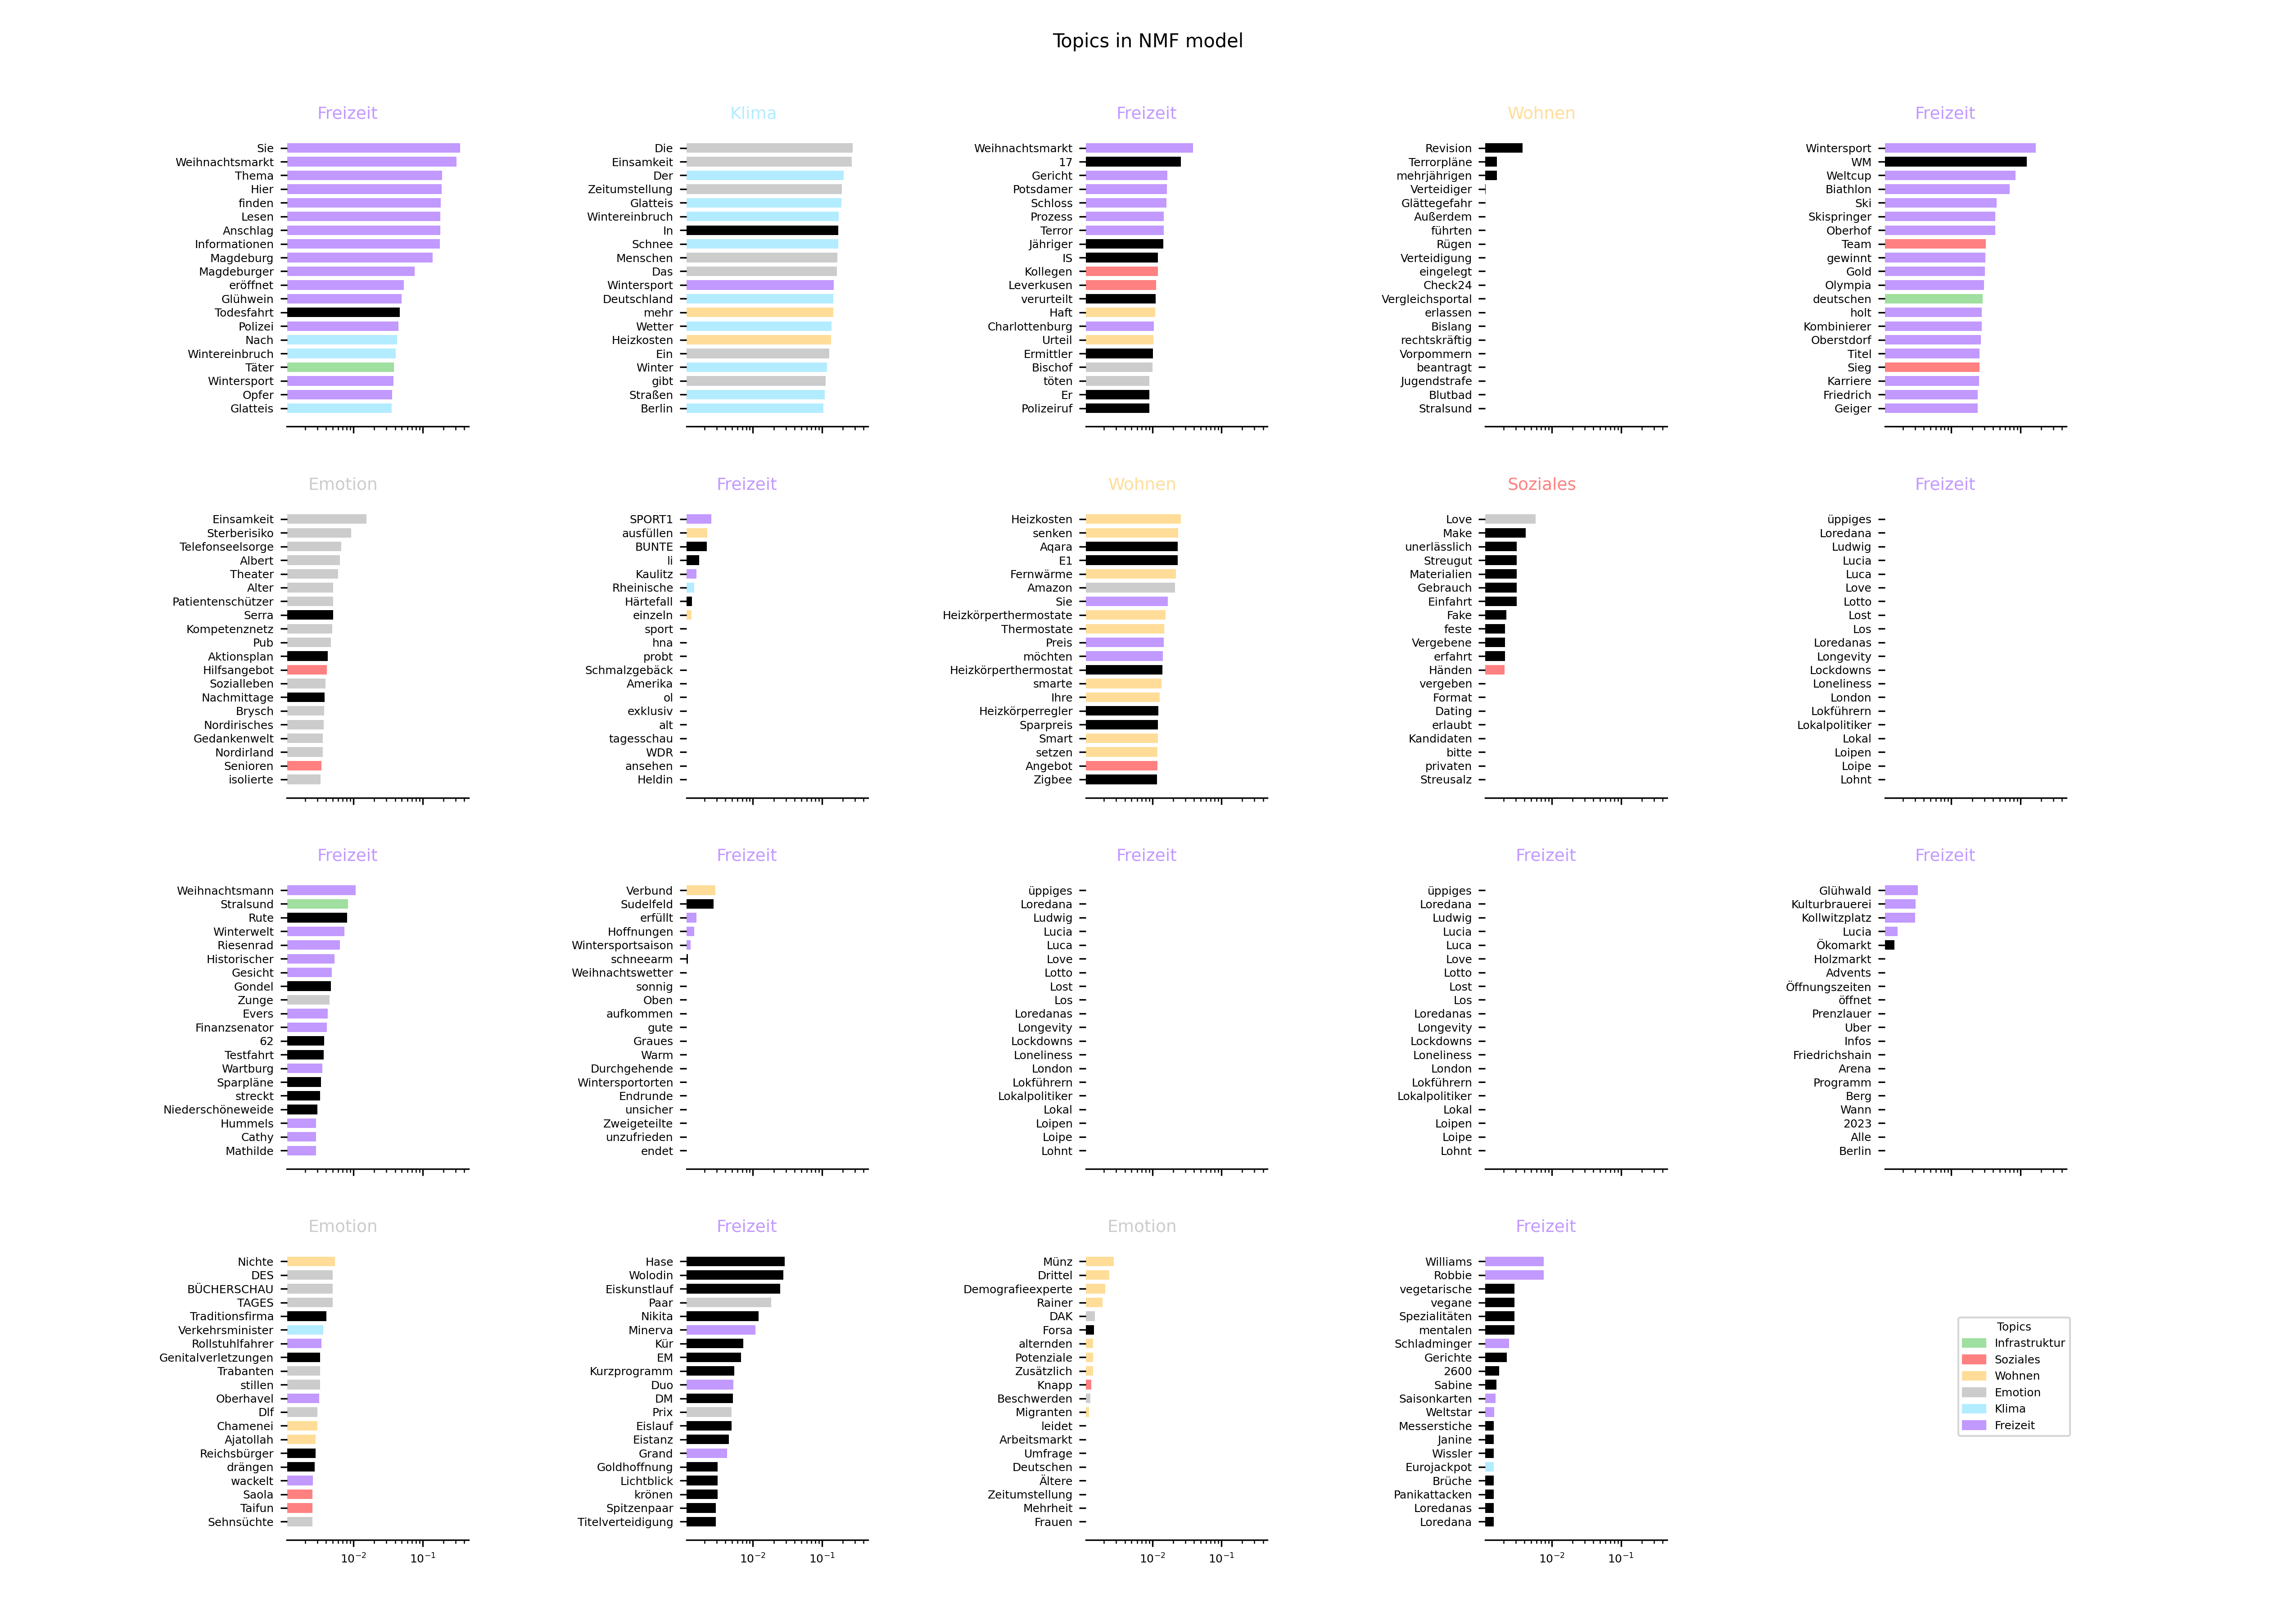 Topics in NMF model
Freizeit
Sie
Weihnachtsmarkt
Thema
Hier
finden
Lesen
Anschlag
Informationen
Magdeburg
Magdeburger
eröffnet
Glühwein
Todesfahrt
Polizei
Nach
Wintereinbruch
Täter
Wintersport
Opfer
Glatteis
Klima
Die
Einsamkeit
Der
Zeitumstellung
Glatteis
Wintereinbruch
In
Schnee
Menschen
Das
Wintersport
Deutschland
mehr
Wetter
Heizkosten
Ein
Winter
gibt
Straßen
Berlin
Freizeit
Weihnachtsmarkt
17
Gericht
Potsdamer
Schloss
Prozess
Terror
Jähriger
IS
Kollegen
Leverkusen
verurteilt
Haft
Charlottenburg
Urteil
Ermittler
Bischof
töten
Er
Polizeiruf
Wohnen
Revision
Terrorpläne
mehrjährigen
Verteidiger
Glättegefahr
Außerdem
führten
Rügen
Verteidigung
eingelegt
Check24
Vergleichsportal
erlassen
Bislang
rechtskräftig
Vorpommern
beantragt
Jugendstrafe
Blutbad
Stralsund
Freizeit
Wintersport
WM
Weltcup
Biathlon
Ski
Skispringer
Oberhof
Team
gewinnt
Gold
Olympia
deutschen
holt
Kombinierer
Oberstdorf
Titel
Sieg
Karriere
Friedrich
Geiger
Emotion
Einsamkeit
Sterberisiko
Telefonseelsorge
Albert
Theater
Alter
Patientenschützer
Serra
Kompetenznetz
Pub
Aktionsplan
Hilfsangebot
Sozialleben
Nachmittage
Brysch
Nordirisches
Gedankenwelt
Nordirland
Senioren
isolierte
Freizeit
SPORT1
ausfüllen
BUNTE
li
Kaulitz
Rheinische
Härtefall
einzeln
sport
hna
probt
Schmalzgebäck
Amerika
ol
exklusiv
alt
tagesschau
WDR
ansehen
Heldin
Wohnen
Heizkosten
senken
Aqara
E1
Fernwärme
Amazon
Sie
Heizkörperthermostate
Thermostate
Preis
möchten
Heizkörperthermostat
smarte
Ihre
Heizkörperregler
Sparpreis
Smart
setzen
Angebot
Zigbee
Soziales
Love
Make
unerlässlich
Streugut
Materialien
Gebrauch
Einfahrt
Fake
feste
Vergebene
erfahrt
Händen
vergeben
Format
Dating
erlaubt
Kandidaten
bitte
privaten
Streusalz
Freizeit
üppiges
Loredana
Ludwig
Lucia
Luca
Love
Lotto
Lost
Los
Loredanas
Longevity
Lockdowns
Loneliness
London
Lokführern
Lokalpolitiker
Lokal
Loipen
Loipe
Lohnt
Freizeit
Weihnachtsmann
Stralsund
Rute
Winterwelt
Riesenrad
Historischer
Gesicht
Gondel
Zunge
Evers
Finanzsenator
62
Testfahrt
Wartburg
Sparpläne
streckt
Niederschöneweide
Hummels
Cathy
Mathilde
Freizeit
Verbund
Sudelfeld
erfüllt
Hoffnungen
Wintersportsaison
schneearm
Weihnachtswetter
sonnig
Oben
aufkommen
gute
Graues
Warm
Durchgehende
Wintersportorten
Endrunde
unsicher
Zweigeteilte
unzufrieden
endet
Freizeit
üppiges
Loredana
Ludwig
Lucia
Luca
Love
Lotto
Lost
Los
Loredanas
Longevity
Lockdowns
Loneliness
London
Lokführern
Lokalpolitiker
Lokal
Loipen
Loipe
Lohnt
Freizeit
üppiges
Loredana
Ludwig
Lucia
Luca
Love
Lotto
Lost
Los
Loredanas
Longevity
Lockdowns
Loneliness
London
Lokführern
Lokalpolitiker
Lokal
Loipen
Loipe
Lohnt
Freizeit
Glühwald
Kulturbrauerei
Kollwitzplatz
Lucia
Ökomarkt
Holzmarkt
Advents
Öffnungszeiten
öffnet
Prenzlauer
Uber
Infos
Friedrichshain
Arena
Programm
Berg
Wann
2023
Alle
Berlin
Emotion
Nichte
DES
BÜCHERSCHAU
TAGES
Traditionsfirma
Verkehrsminister
Rollstuhlfahrer
Genitalverletzungen
Trabanten
stillen
Oberhavel
Dlf
Chamenei
Ajatollah
Reichsbürger
drängen
wackelt
Saola
Taifun
Sehnsüchte
10⁻² 10⁻¹
Freizeit
Hase
Wolodin
Eiskunstlauf
Paar
Nikita
Minerva
Kür
EM
Kurzprogramm
Duo
DM
Prix
Eislauf
Eistanz
Grand
Goldhoffnung
Lichtblick
krönen
Spitzenpaar
Titelverteidigung
10⁻² 10⁻¹
Emotion
Münz
Drittel
Demografieexperte
Rainer
DAK
Forsa
alternden
Potenziale
Zusätzlich
Knapp
Beschwerden
Migranten
leidet
Arbeitsmarkt
Umfrage
Deutschen
Ältere
Zeitumstellung
Mehrheit
Frauen
10⁻² 10⁻¹
Freizeit
Williams
Robbie
vegetarische
vegane
Spezialitäten
mentalen
Schladminger
Gerichte
2600
Sabine
Saisonkarten
Weltstar
Messerstiche
Janine
Wissler
Eurojackpot
Brüche
Panikattacken
Loredanas
Loredana
10⁻² 10⁻¹
Topics
Infrastruktur
Soziales
Wohnen
Emotion
Klima
Freizeit